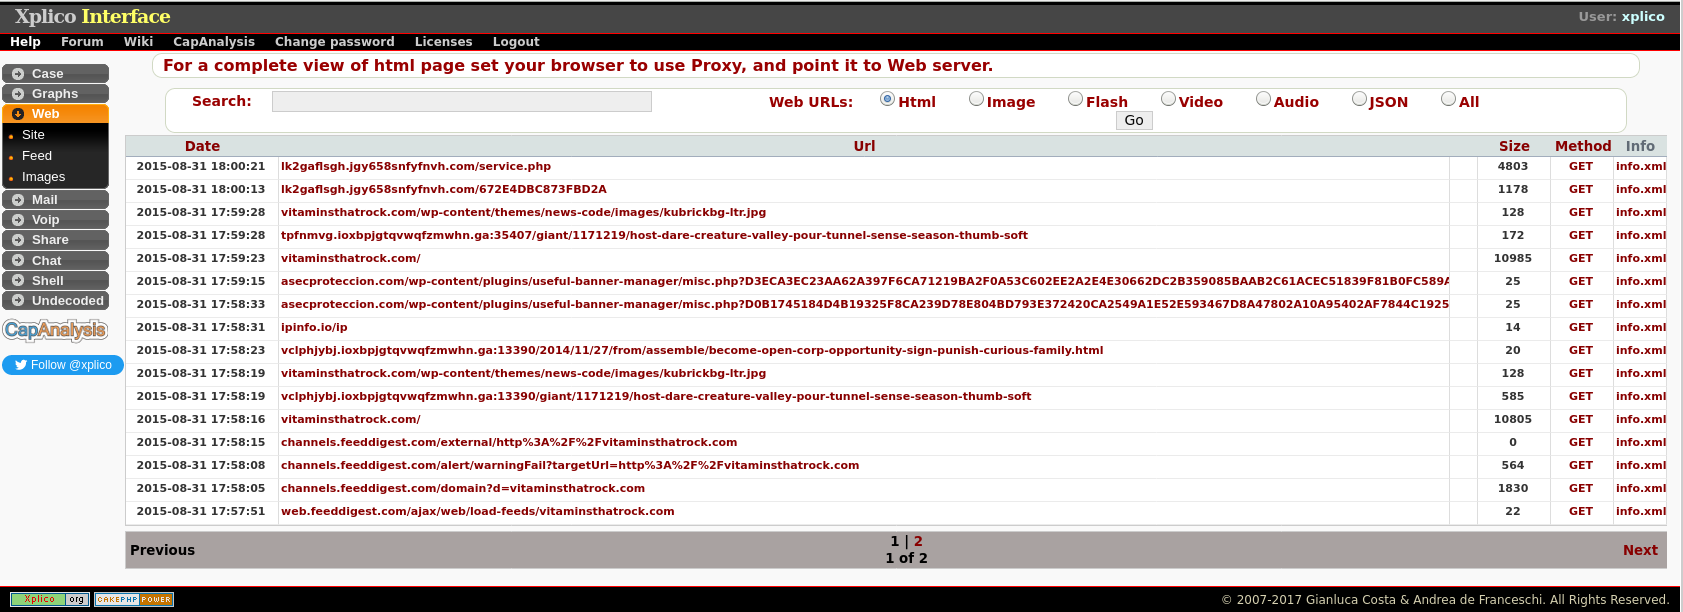 Xplico Interface
User: xplico
Help Forum Wiki CapAnalysis Change password Licenses Logout
For a complete view of html page set your browser to use Proxy, and point it to Web server.
Case
Graphs
Web
Site
Feed
Images
Mail
Voip
Share
Chat
Shell
Undecoded
CapAnalysis
Follow @xplico
Search: Web URLs: Html Image Flash Video Audio JSON All
Go
Date Url Size Method Info
2015-08-31 18:00:21 lk2gaflsgh.jgy658snfyfnvh.com/service.php 4803 GET info.xml
2015-08-31 18:00:13 lk2gaflsgh.jgy658snfyfnvh.com/672E4DBC873FBD2A 1178 GET info.xml
2015-08-31 17:59:28 vitaminsthatrock.com/wp-content/themes/news-code/images/kubrickbg-ltr.jpg 128 GET info.xml
2015-08-31 17:59:28 tpfnmvg.ioxbpjgtqvwqfzmwhn.ga:35407/giant/1171219/host-dare-creature-valley-pour-tunnel-sense-season-thumb-soft 172 GET info.xml
2015-08-31 17:59:23 vitaminsthatrock.com/ 10985 GET info.xml
2015-08-31 17:59:15 asecproteccion.com/wp-content/plugins/useful-banner-manager/misc.php?D3ECA3EC23AA62A397F6CA71219BA2F0A53C602EE2A2E4E30662DC2B359085BAAB2C61ACEC51839F81B0FC589A 25 GET info.xml
2015-08-31 17:58:33 asecproteccion.com/wp-content/plugins/useful-banner-manager/misc.php?D0B1745184D4B19325F8CA239D78E804BD793E372420CA2549A1E52E593467D8A47802A10A95402AF7844C1925 25 GET info.xml
2015-08-31 17:58:31 ipinfo.io/ip 14 GET info.xml
2015-08-31 17:58:23 vclphjybj.ioxbpjgtqvwqfzmwhn.ga:13390/2014/11/27/from/assemble/become-open-corp-opportunity-sign-punish-curious-family.html 20 GET info.xml
2015-08-31 17:58:19 vitaminsthatrock.com/wp-content/themes/news-code/images/kubrickbg-ltr.jpg 128 GET info.xml
2015-08-31 17:58:19 vclphjybj.ioxbpjgtqvwqfzmwhn.ga:13390/giant/1171219/host-dare-creature-valley-pour-tunnel-sense-season-thumb-soft 585 GET info.xml
2015-08-31 17:58:16 vitaminsthatrock.com/ 10805 GET info.xml
2015-08-31 17:58:15 channels.feeddigest.com/external/http%3A%2F%2Fvitaminsthatrock.com 0 GET info.xml
2015-08-31 17:58:08 channels.feeddigest.com/alert/warningFail?targetUrl=http%3A%2F%2Fvitaminsthatrock.com 564 GET info.xml
2015-08-31 17:58:05 channels.feeddigest.com/domain?d=vitaminsthatrock.com 1830 GET info.xml
2015-08-31 17:57:51 web.feeddigest.com/ajax/web/load-feeds/vitaminsthatrock.com 22 GET info.xml
1 | 2
Previous 1 of 2 Next
Xplico org CAKEPHP POWER
© 2007-2017 Gianluca Costa & Andrea de Franceschi. All Rights Reserved.